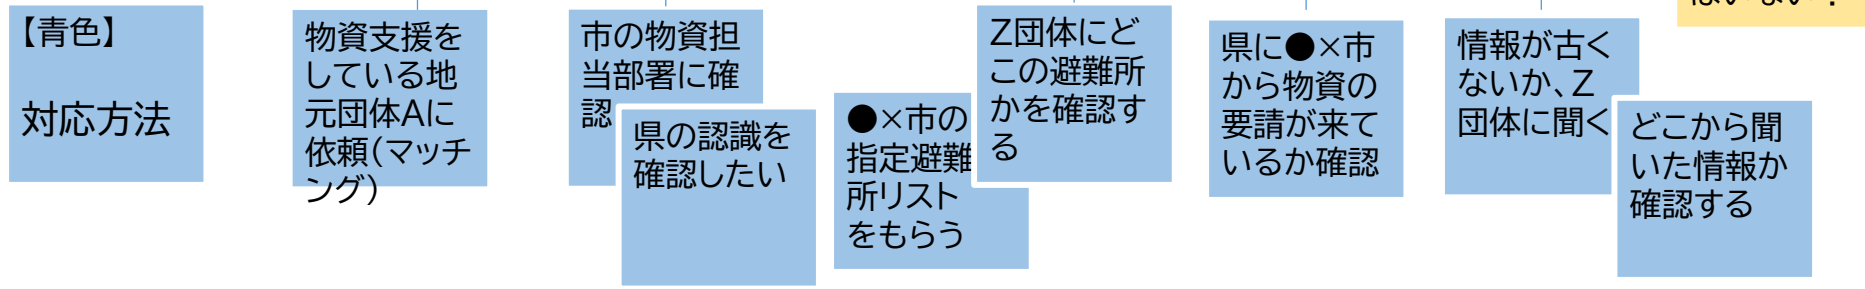 【青色】
対応方法
物資支援を
している地
元団体Aに
依頼(マッチ
ング)
市の物資担
当部署に確
認
県の認識を
確認したい
●×市の
指定避難
所リスト
をもらう
Z団体にど
この避難所
かを確認す
る
県に●×市
から物資の
要請が来て
いるか確認
情報が古く
ないか、Z
団体に聞く
どこから聞
いた情報か
確認する